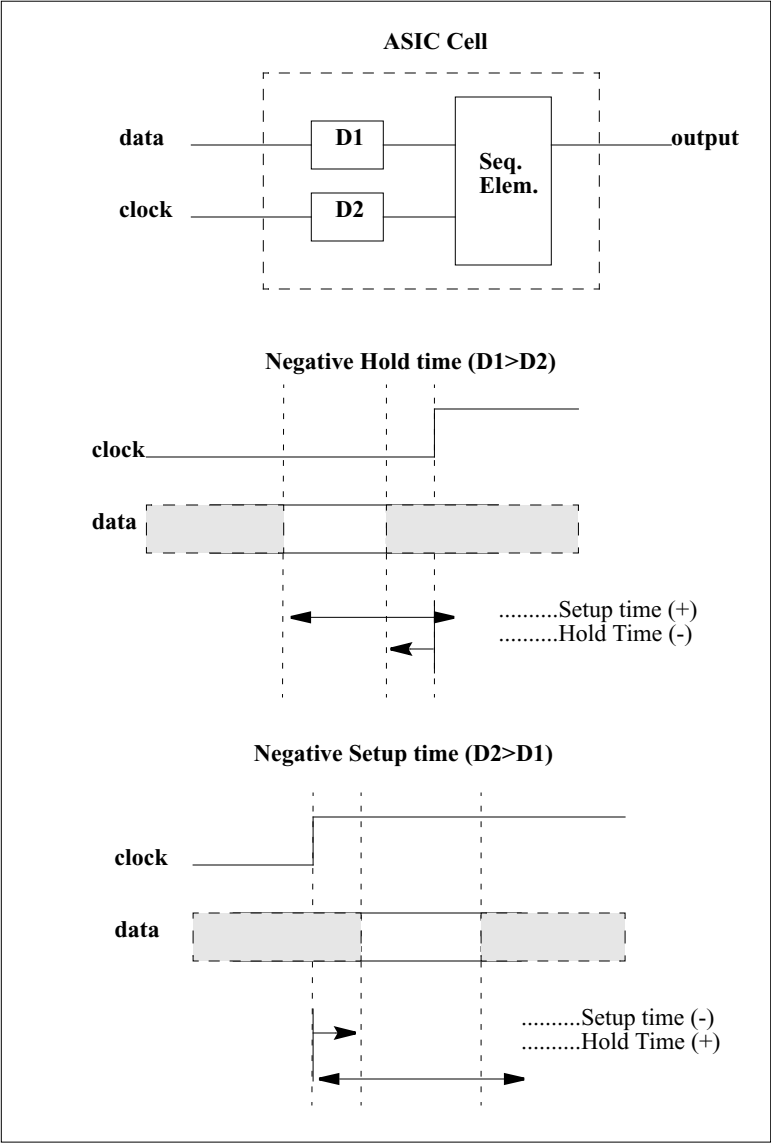 ASIC Cell
data
D1
output
Seq.
Elem.
clock
D2
Negative Hold time (D1>D2)
clock
data
..........Setup time (+)
..........Hold Time (-)
Negative Setup time (D2>D1)
clock
data
..........Setup time (-)
..........Hold Time (+)